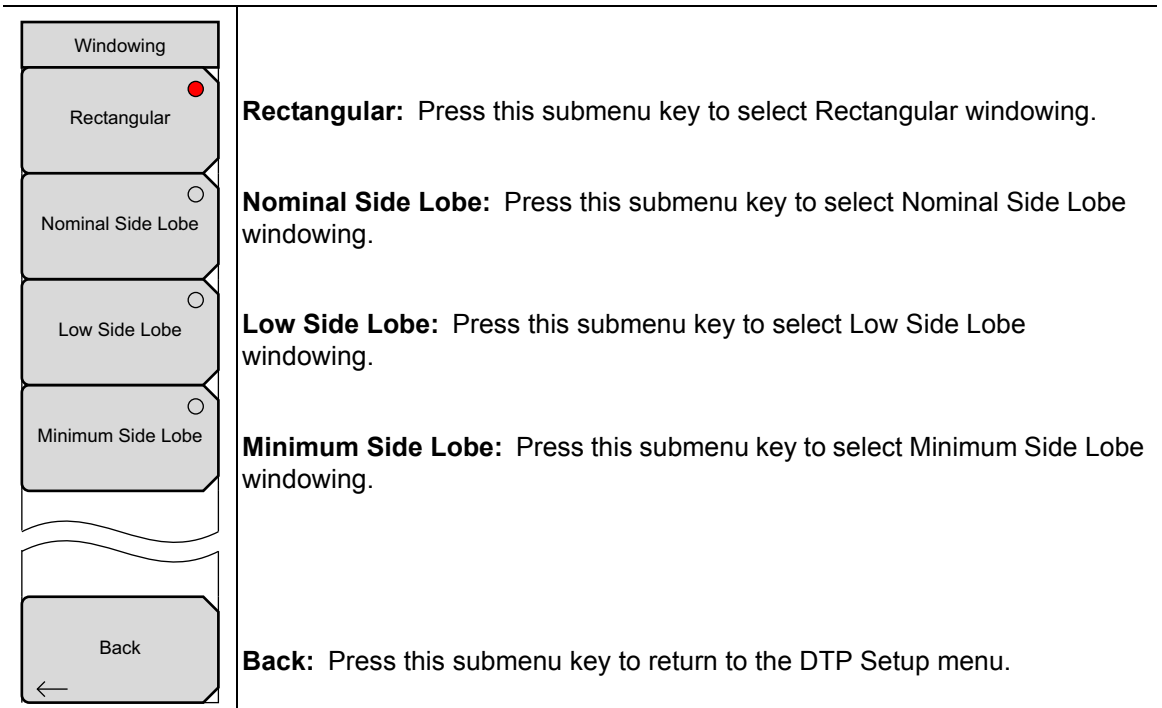 Windowing
Rectangular
Rectangular: Press this submenu key to select Rectangular windowing.
Nominal Side Lobe
Nominal Side Lobe: Press this submenu key to select Nominal Side Lobe
windowing.
Low Side Lobe
Low Side Lobe: Press this submenu key to select Low Side Lobe
windowing.
Minimum Side Lobe
Minimum Side Lobe: Press this submenu key to select Minimum Side Lobe
windowing.
Back
Back: Press this submenu key to return to the DTP Setup menu.